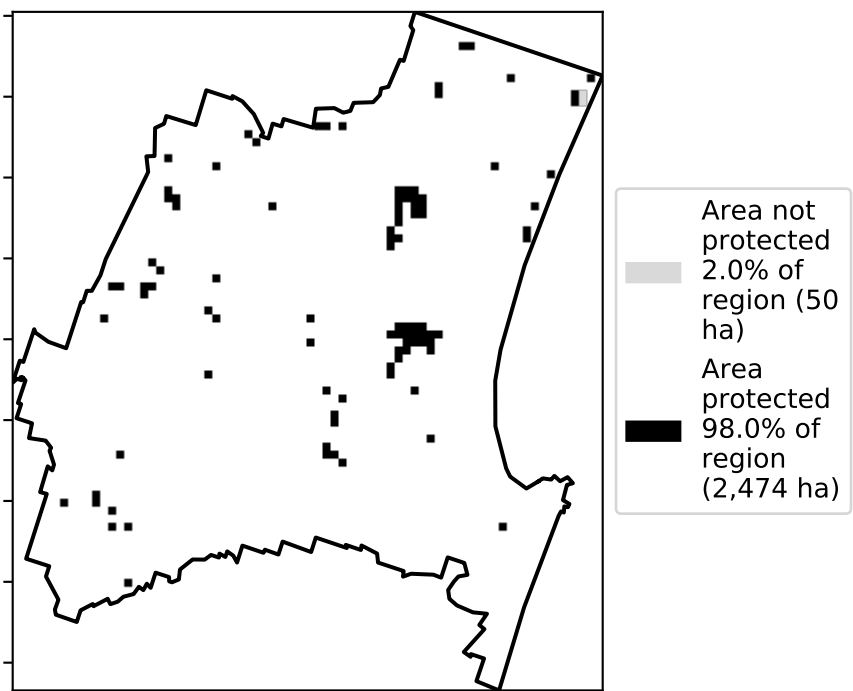 Area not
protected
2.0% of
region (50
ha)
Area
protected
98.0% of
region
(2,474 ha)